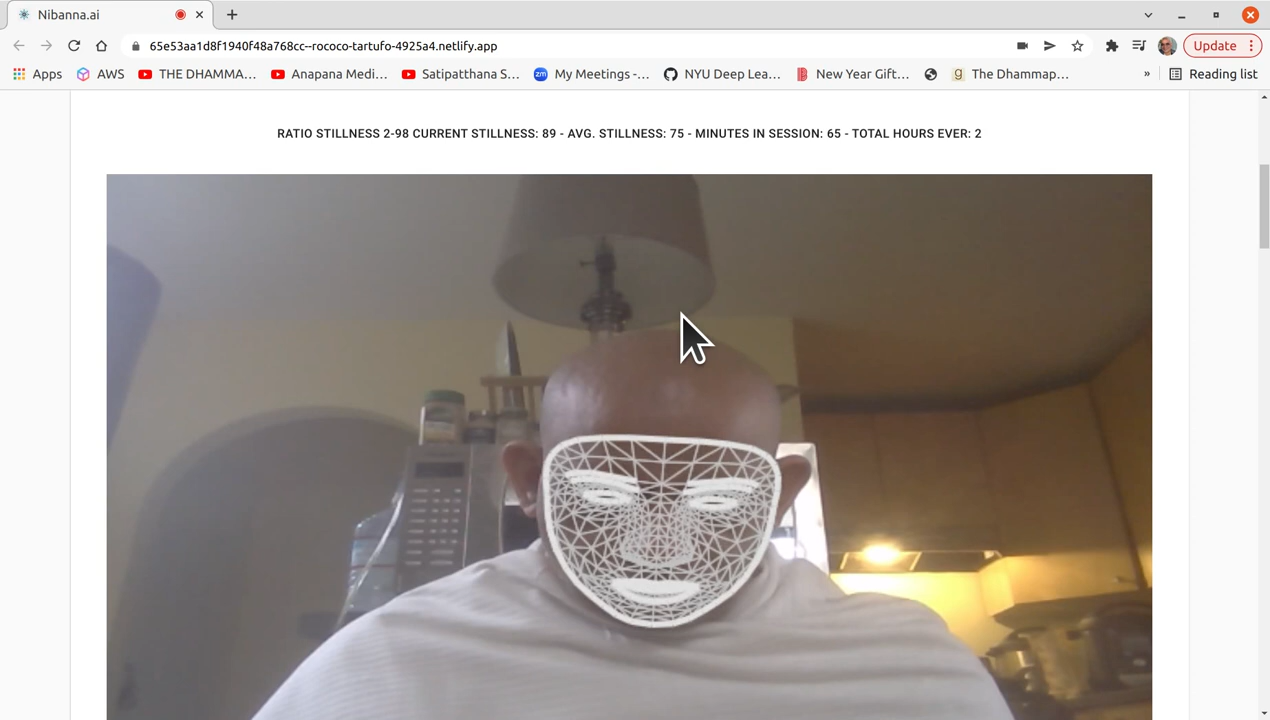 Nibanna.ai
65e53aa1d8f1940f48a768cc--rococo-tartufo-4925a4.netlify.app
Update
Apps AWS THE DHAMMA... Anapana Medi... Satipatthana S... zm My Meetings -... NYU Deep Lea... New Year Gift... g The Dhammap... » Reading list
RATIO STILLNESS 2-98 CURRENT STILLNESS: 89 - AVG. STILLNESS: 75 - MINUTES IN SESSION: 65 - TOTAL HOURS EVER: 2